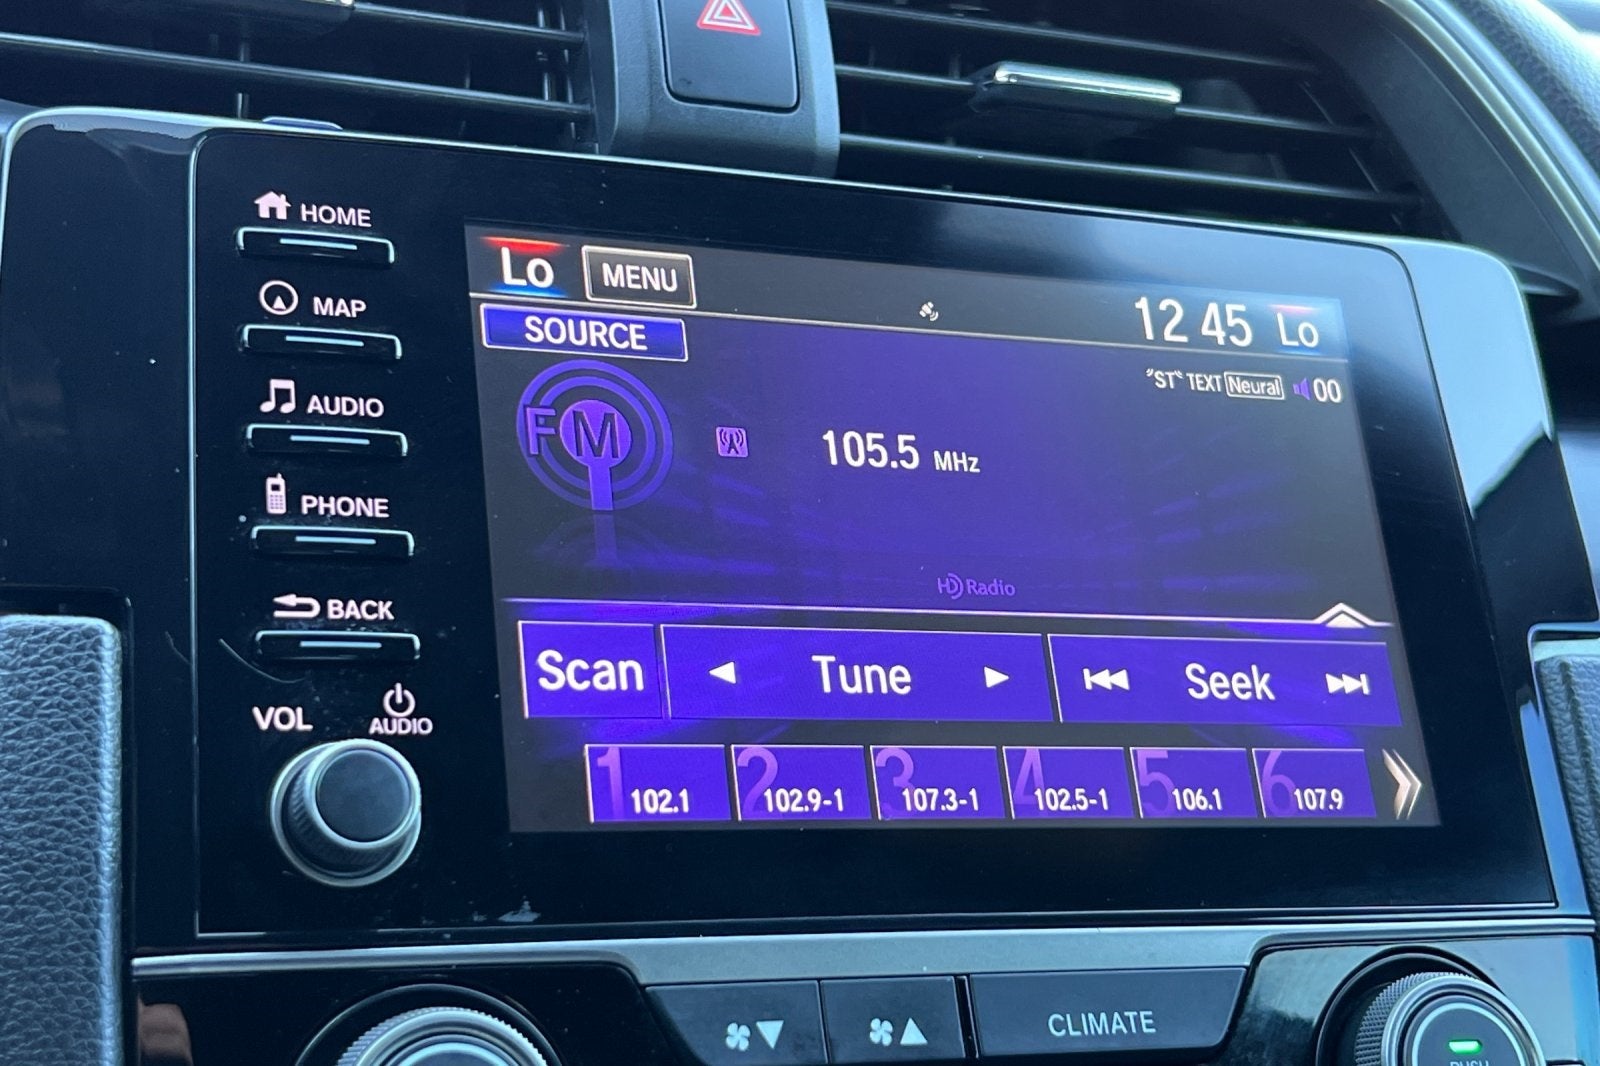 HOME
MAP
AUDIO
PHONE
BACK
VOL
AUDIO
Lo MENU 12 45 Lo
SOURCE
"ST" TEXT Neural 00
FM
105.5 MHz
HD Radio
Scan Tune Seek
1 102.1
2 102.9-1
3 107.3-1
4 102.5-1
5 106.1
6 107.9
CLIMATE
PUSH